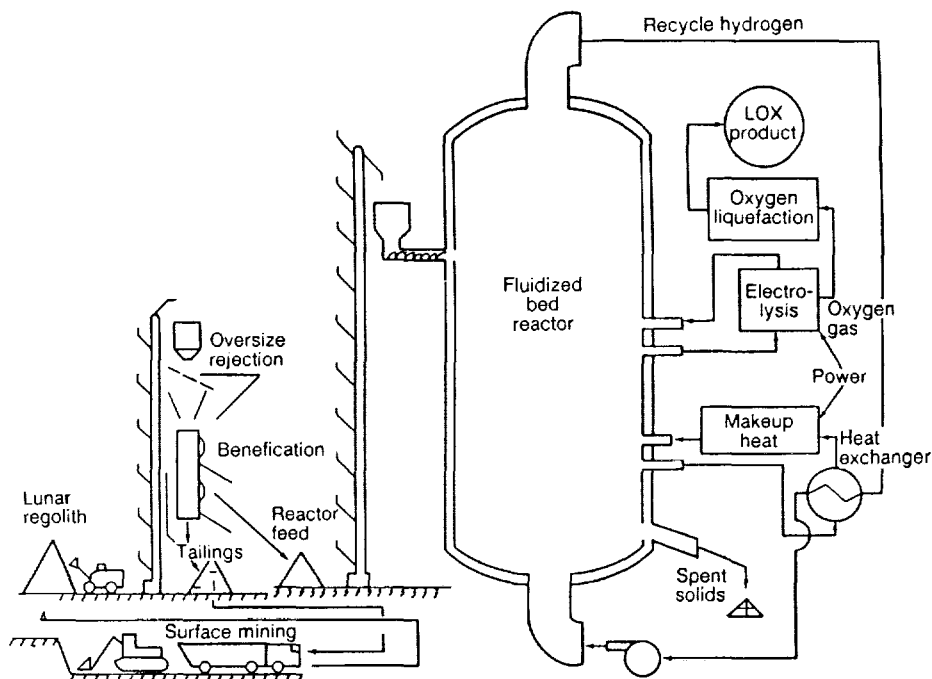 Recycle hydrogen
LOX
product
Oxygen
liquefaction
Fluidized
bed
reactor
Electro-
lysis
Oxygen
gas
Oversize
rejection
Power
Makeup
heat
Heat
exchanger
Benefication
Lunar
regolith
Reactor
feed
Tailings
Spent
solids
Surface mining